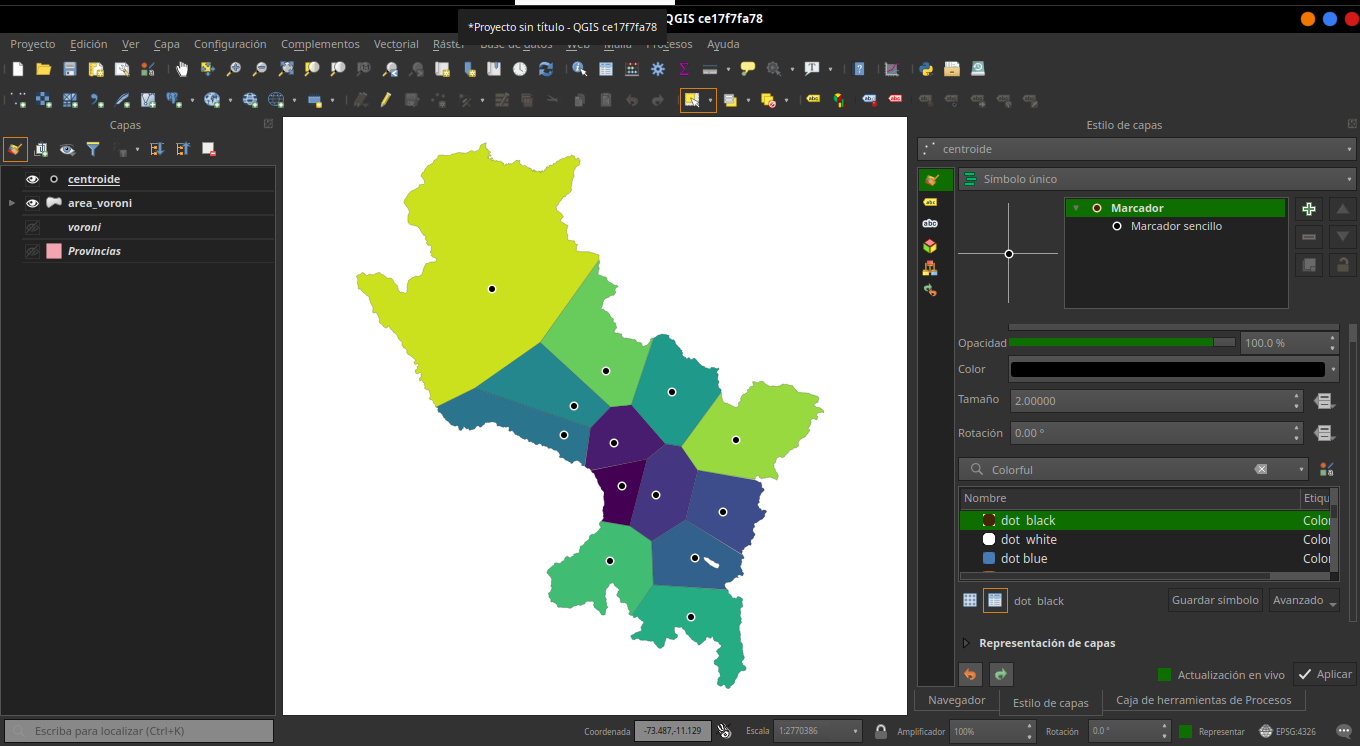 QGIS ce17f7fa78
*Proyecto sin título - QGIS ce17f7fa78
Proyecto Edición Ver Capa Configuración Complementos Vectorial Ráster Base de datos Web Malla Procesos Ayuda
Capas
centroide
area_voroni
voroni
Provincias
Estilo de capas
centroide
Símbolo único
Marcador
Marcador sencillo
Opacidad 100.0 %
Color
Tamaño 2.00000
Rotación 0.00 °
Colorful
Nombre Etiqu
dot black Color
dot white Color
dot blue Color
dot black Guardar símbolo Avanzado
Representación de capas
Actualización en vivo Aplicar
Navegador Estilo de capas Caja de herramientas de Procesos
Escriba para localizar (Ctrl+K) Coordenada -73.487,-11.129 Escala 1:2770386 Amplificador 100% Rotación 0.0 ° Representar EPSG:4326